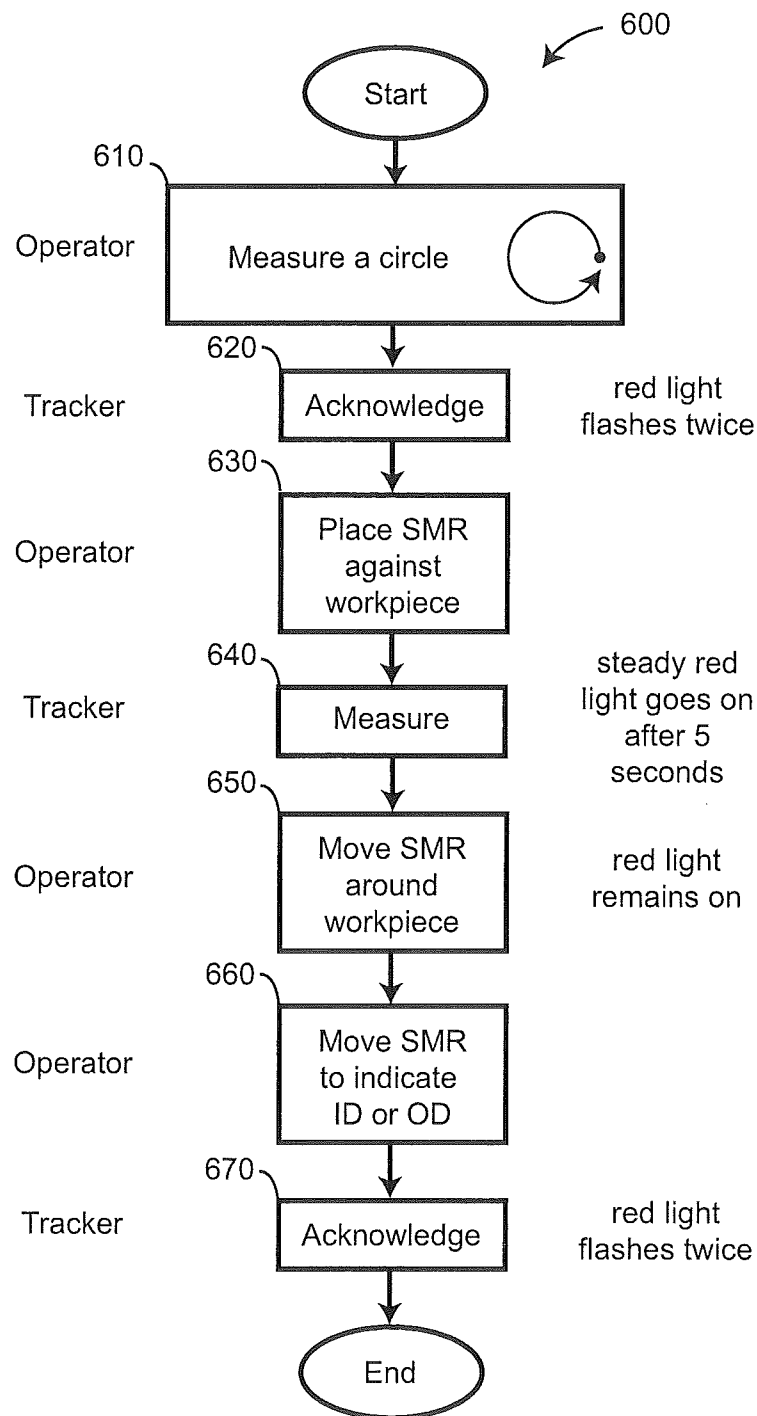 600
Start
610
Operator
Measure a circle
620
Tracker
Acknowledge
red light
flashes twice
630
Operator
Place SMR
against
workpiece
640
Tracker
Measure
steady red
light goes on
after 5
seconds
650
Operator
Move SMR
around
workpiece
red light
remains on
660
Operator
Move SMR
to indicate
ID or OD
670
Tracker
Acknowledge
red light
flashes twice
End